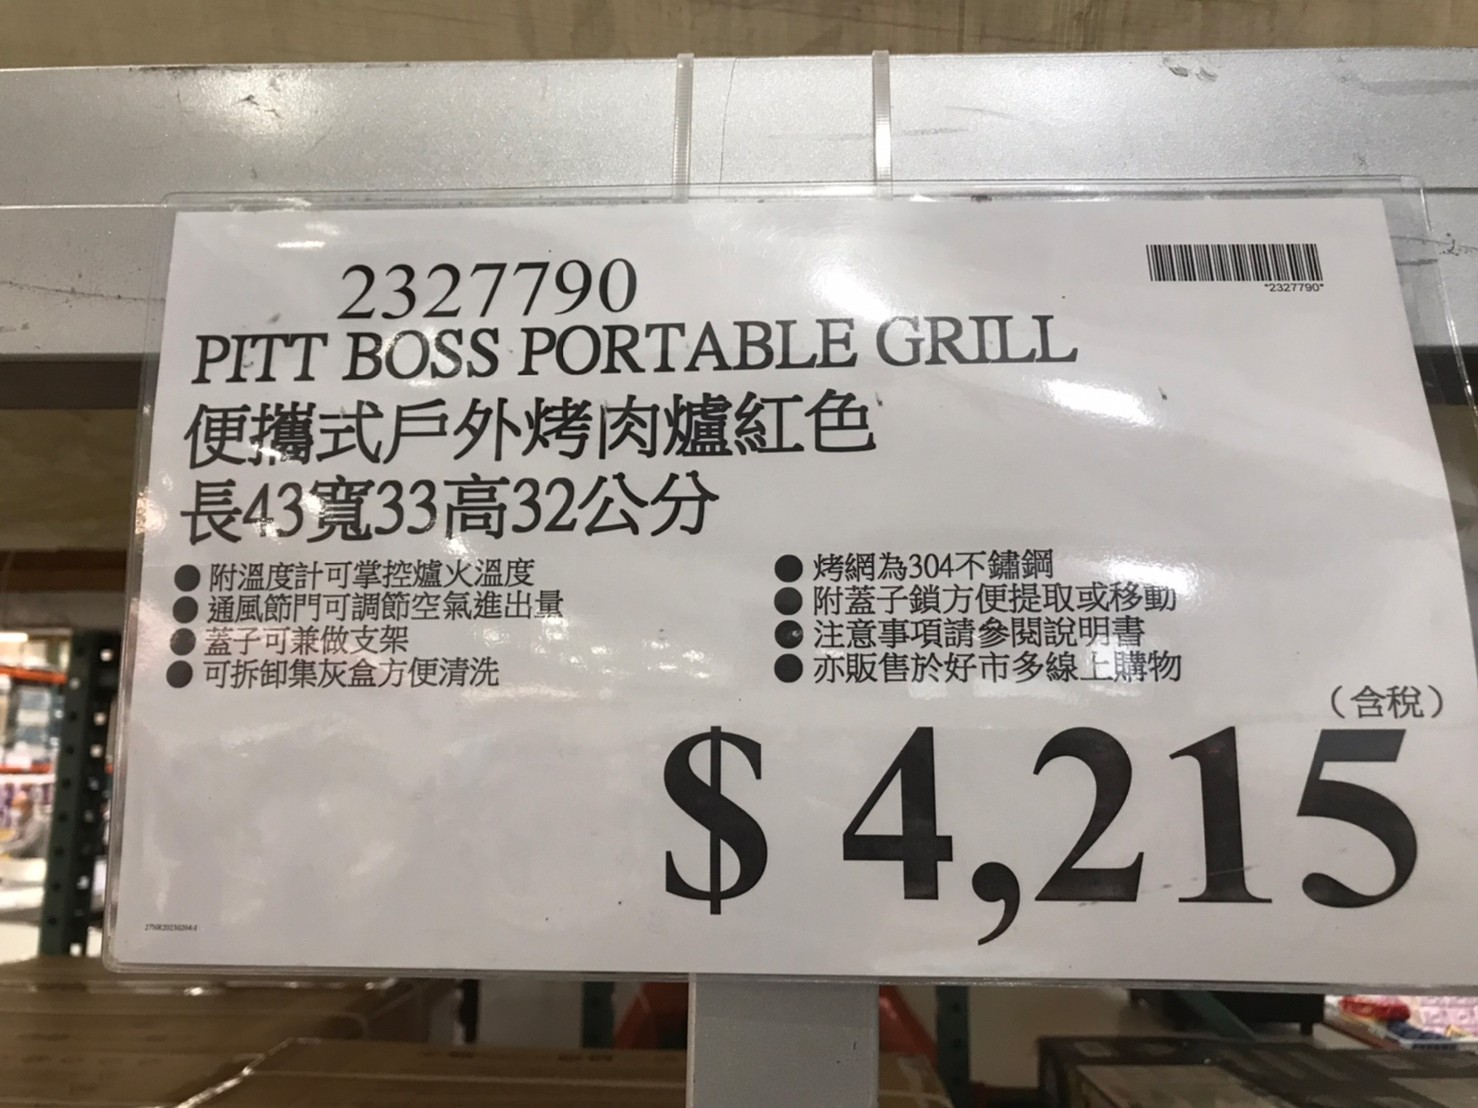 2327790
*2327790*
PITT BOSS PORTABLE GRILL
便攜式戶外烤肉爐紅色
長43寬33高32公分
● 附溫度計可掌控爐火溫度
● 通風節門可調節空氣進出量
● 蓋子可兼做支架
● 可拆卸集灰盒方便清洗
● 烤網為304不鏽鋼
● 附蓋子鎖方便提取或移動
● 注意事項請參閱說明書
● 亦販售於好市多線上購物
（含稅）
$ 4,215